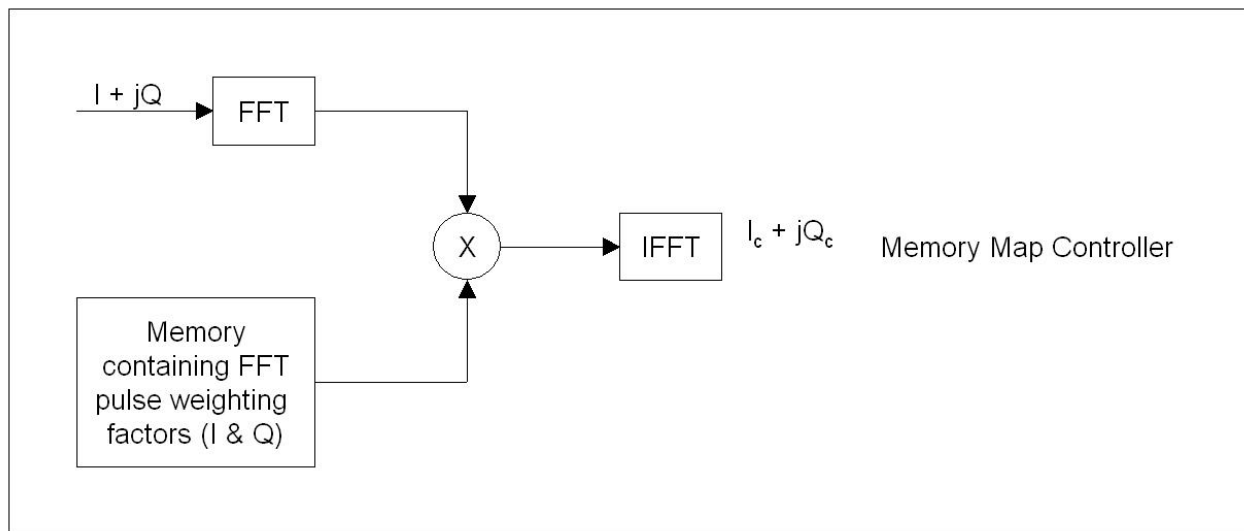 I + jQ
FFT
X
IFFT
I_c + jQ_c
Memory Map Controller
Memory
containing FFT
pulse weighting
factors (I & Q)